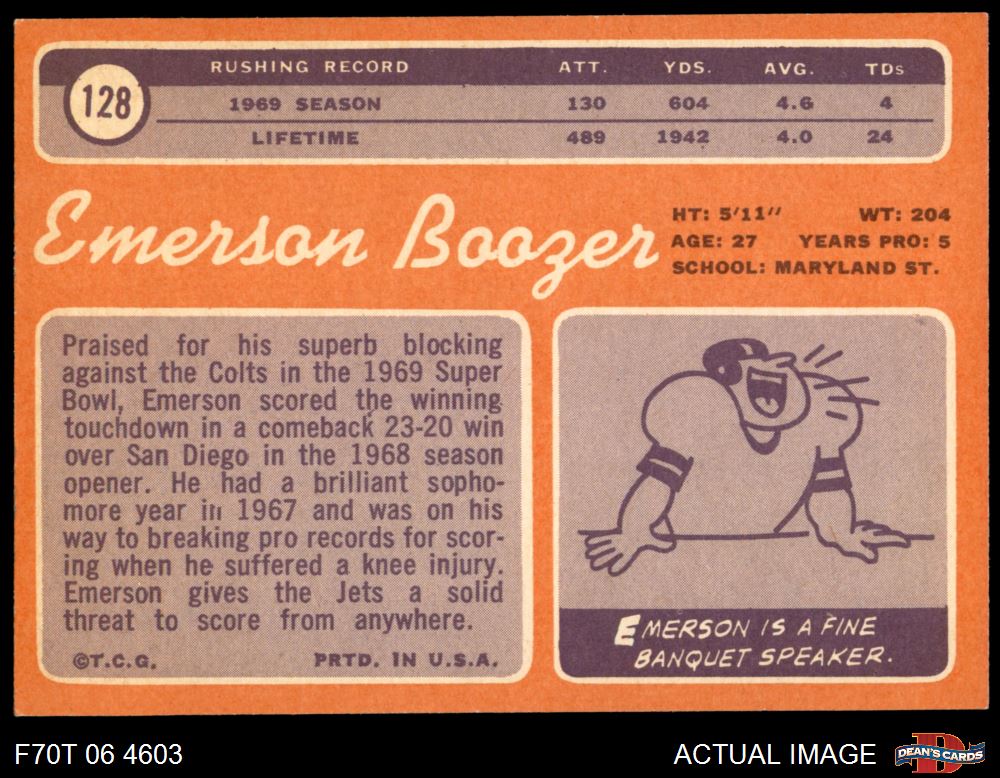 128
RUSHING RECORD ATT. YDS. AVG. TDs
1969 SEASON 130 604 4.6 4
LIFETIME 489 1942 4.0 24
Emerson Boozer
HT: 5'11" WT: 204
AGE: 27 YEARS PRO: 5
SCHOOL: MARYLAND ST.
Praised for his superb blocking
against the Colts in the 1969 Super
Bowl, Emerson scored the winning
touchdown in a comeback 23-20 win
over San Diego in the 1968 season
opener. He had a brilliant sopho-
more year in 1967 and was on his
way to breaking pro records for scor-
ing when he suffered a knee injury.
Emerson gives the Jets a solid
threat to score from anywhere.
©T.C.G. PRTD. IN U.S.A.
EMERSON IS A FINE
BANQUET SPEAKER.
F70T 06 4603
ACTUAL IMAGE
D
DEAN'S CARDS